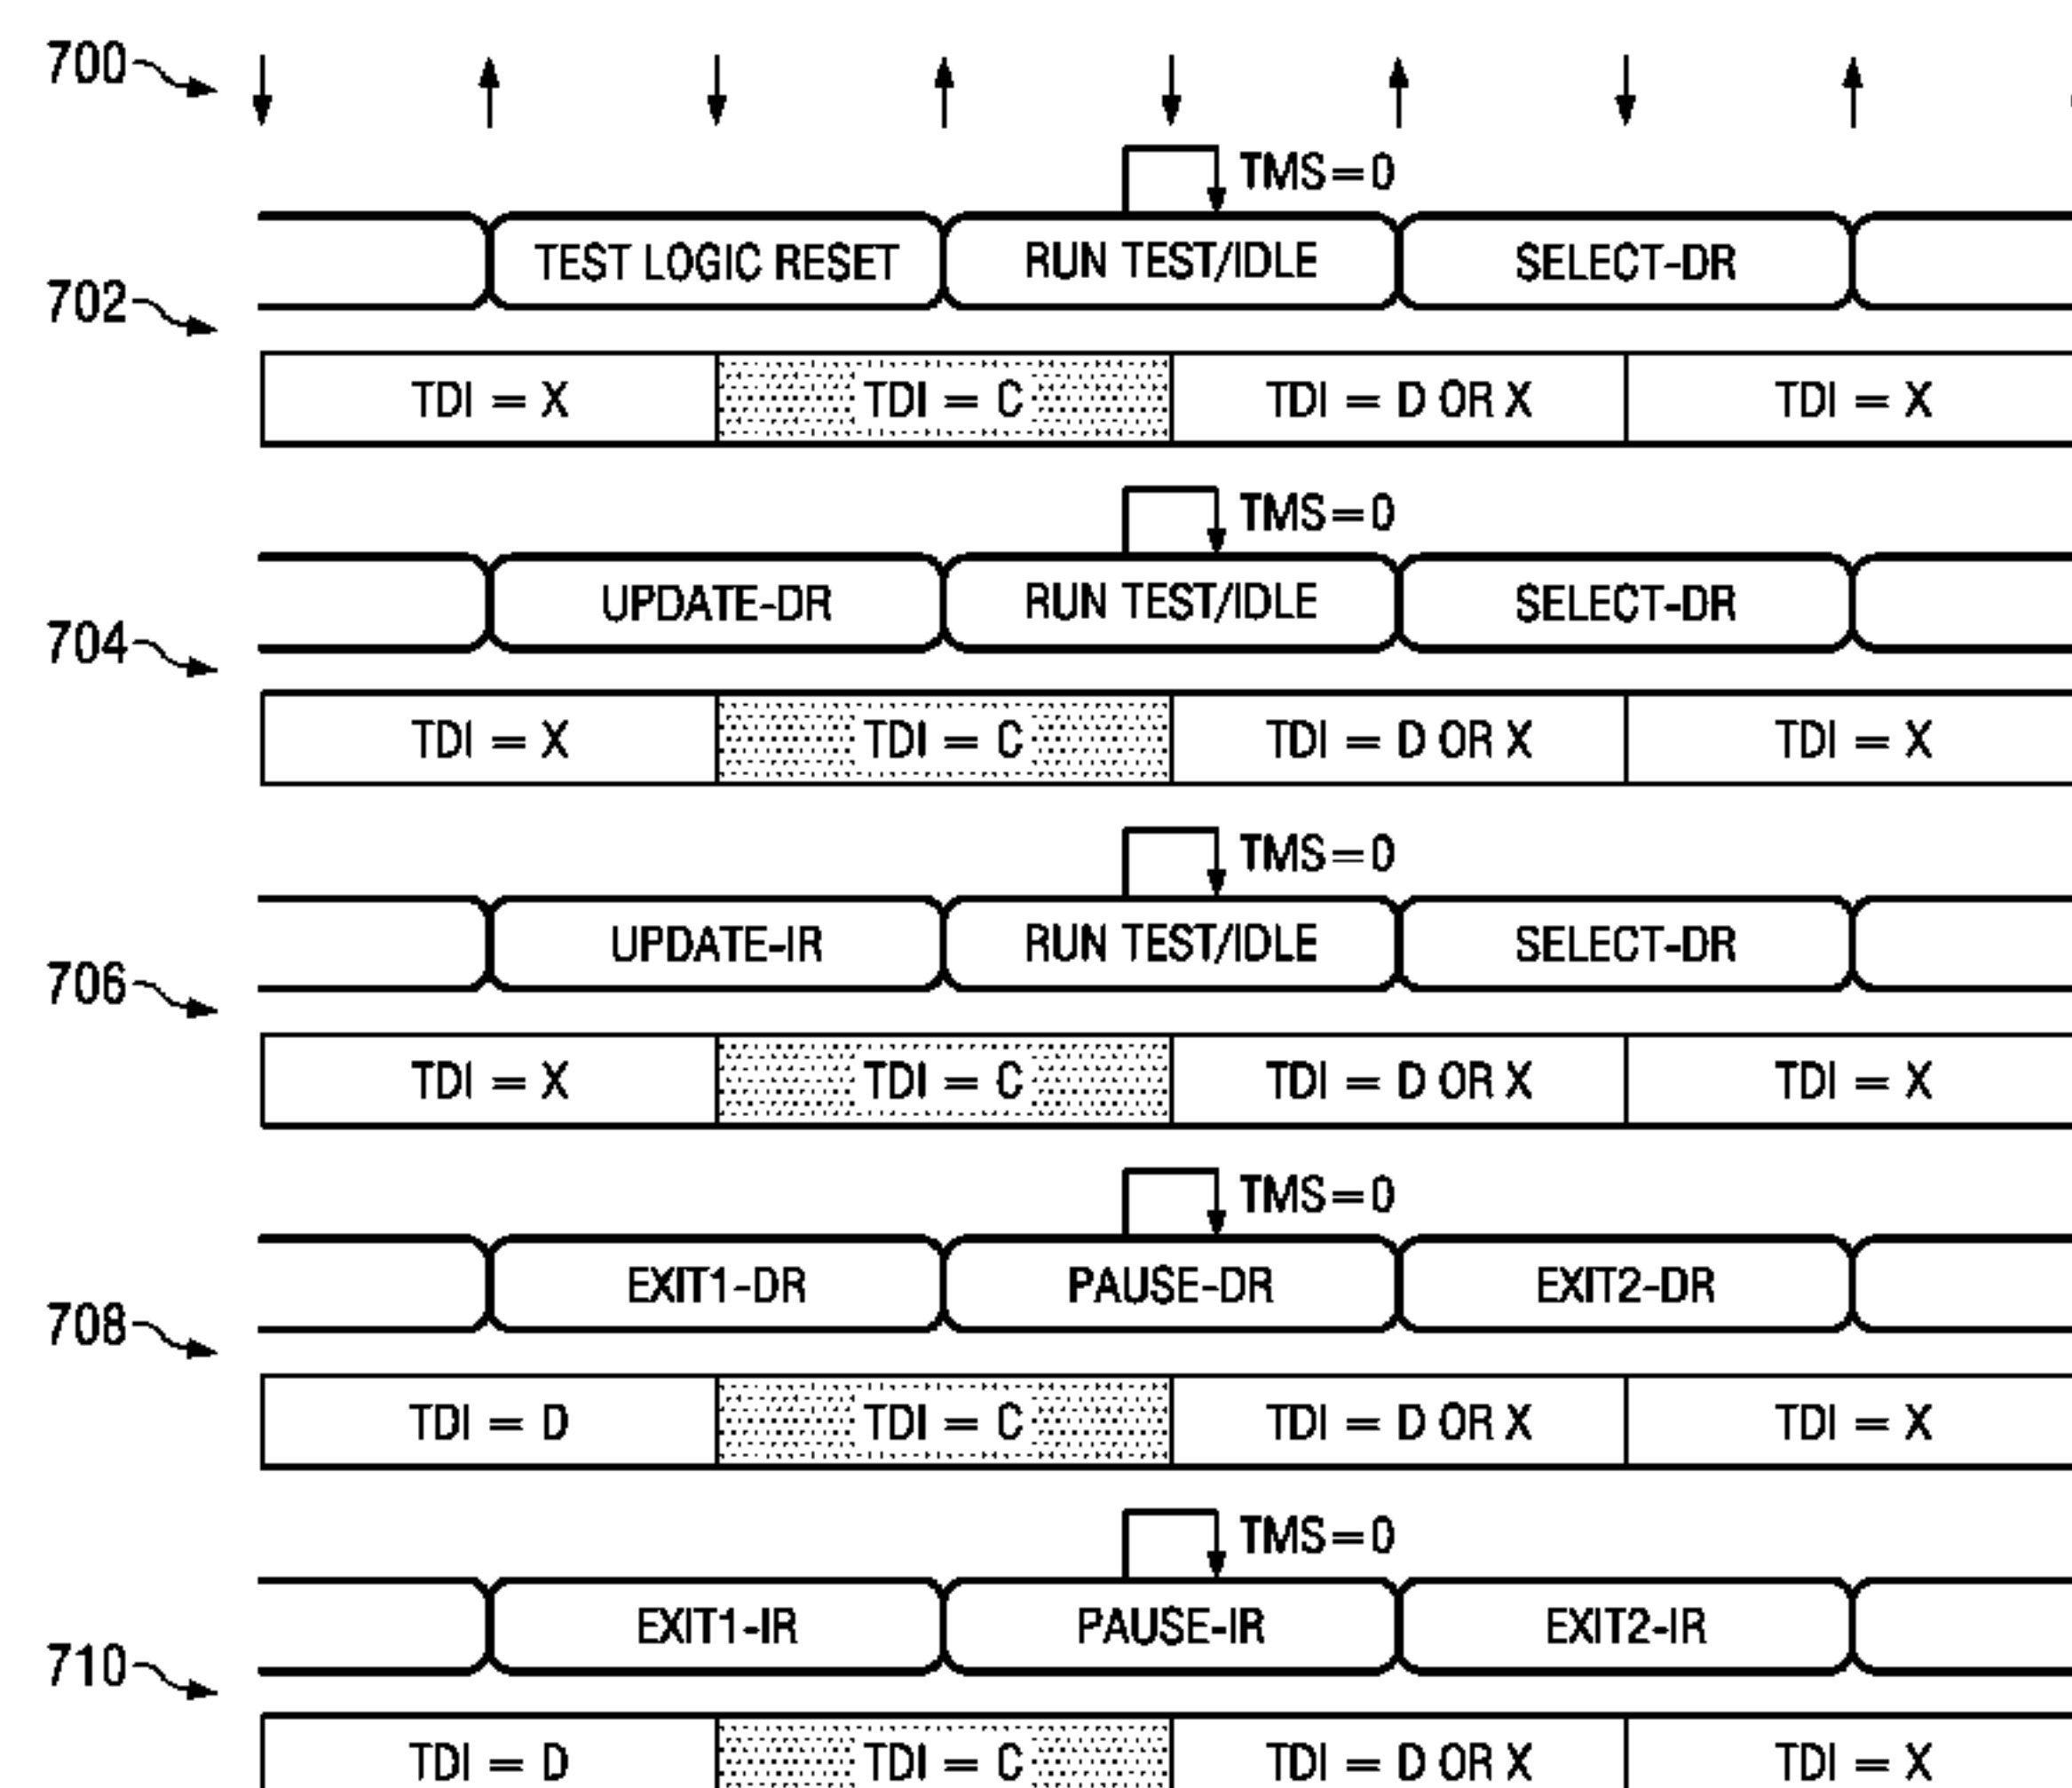 700
TMS=0
TEST LOGIC RESET RUN TEST/IDLE SELECT-DR
702
TDI = X TDI = C TDI = D OR X TDI = X
TMS=0
UPDATE-DR RUN TEST/IDLE SELECT-DR
704
TDI = X TDI = C TDI = D OR X TDI = X
TMS=0
UPDATE-IR RUN TEST/IDLE SELECT-DR
706
TDI = X TDI = C TDI = D OR X TDI = X
TMS=0
EXIT1-DR PAUSE-DR EXIT2-DR
708
TDI = D TDI = C TDI = D OR X TDI = X
TMS=0
EXIT1-IR PAUSE-IR EXIT2-IR
710
TDI = D TDI = C TDI = D OR X TDI = X